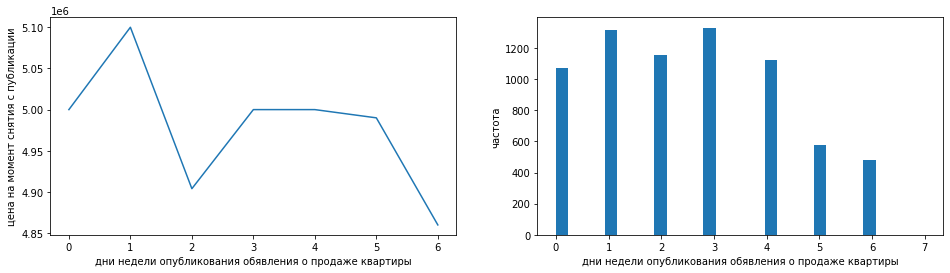 1e6
5.10
5.05
5.00
4.95
4.90
4.85
цена на момент снятия с публикации
0 1 2 3 4 5 6
дни недели опубликования обявления о продаже квартиры
1200
1000
800
600
400
200
0
частота
0 1 2 3 4 5 6 7
дни недели опубликования обявления о продаже квартиры